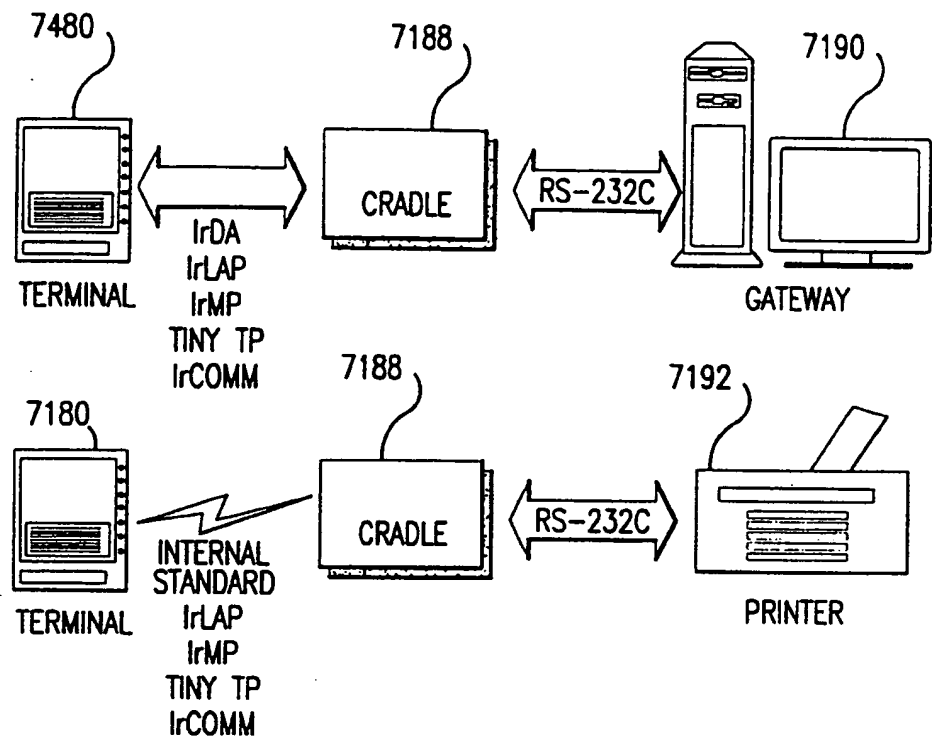 7480
7188
7190
CRADLE
RS-232C
IrDA
IrLAP
IrMP
TINY TP
IrCOMM
TERMINAL
GATEWAY
7180
7188
7192
CRADLE
RS-232C
INTERNAL
STANDARD
IrLAP
IrMP
TINY TP
IrCOMM
TERMINAL
PRINTER